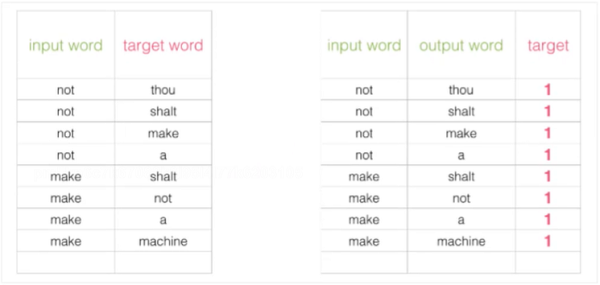 input word target word
not thou
not shalt
not make
not a
make shalt
make not
make a
make machine
input word output word target
not thou 1
not shalt 1
not make 1
not a 1
make shalt 1
make not 1
make a 1
make machine 1